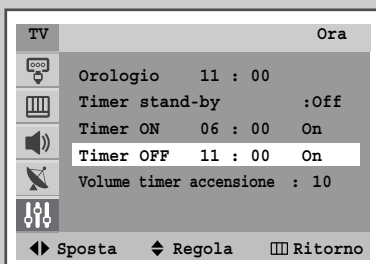 TV Ora
Orologio 11 : 00
Timer stand-by :Off
Timer ON 06 : 00 On
Timer OFF 11 : 00 On
Volume timer accensione : 10
Sposta Regola Ritorno